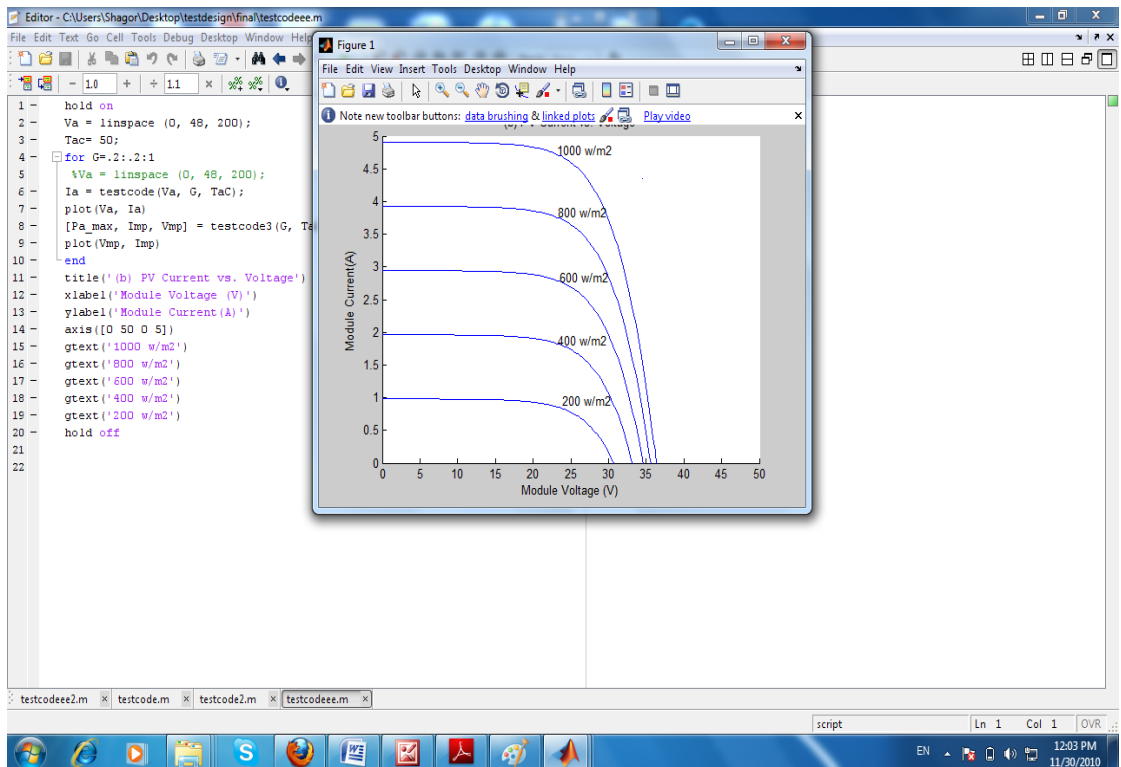 Editor - C:\Users\Shagor\Desktop\testdesign\final\testcodeee.m
File Edit Text Go Cell Tools Debug Desktop Window Help
- 1.0 + ÷ 1.1 ×
1 - hold on
2 - Va = linspace (0, 48, 200);
3 - Tac= 50;
4 - for G=.2:.2:1
5 %Va = linspace (0, 48, 200);
6 - Ia = testcode(Va, G, TaC);
7 - plot(Va, Ia)
8 - [Pa_max, Imp, Vmp] = testcode3(G, Ta
9 - plot(Vmp, Imp)
10 - end
11 - title('(b) PV Current vs. Voltage')
12 - xlabel('Module Voltage (V)')
13 - ylabel('Module Current(A)')
14 - axis([0 50 0 5])
15 - gtext('1000 w/m2')
16 - gtext('800 w/m2')
17 - gtext('600 w/m2')
18 - gtext('400 w/m2')
19 - gtext('200 w/m2')
20 - hold off
21
22
Figure 1
File Edit View Insert Tools Desktop Window Help
Note new toolbar buttons: data brushing & linked plots Play video
(b) PV Current vs. Voltage
5
4.5
4
3.5
3
2.5
2
1.5
1
0.5
0
Module Current(A)
1000 w/m2
800 w/m2
600 w/m2
400 w/m2
200 w/m2
0 5 10 15 20 25 30 35 40 45 50
Module Voltage (V)
testcodeee2.m testcode.m testcode2.m testcodeee.m
script Ln 1 Col 1 OVR
EN 12:03 PM
11/30/2010